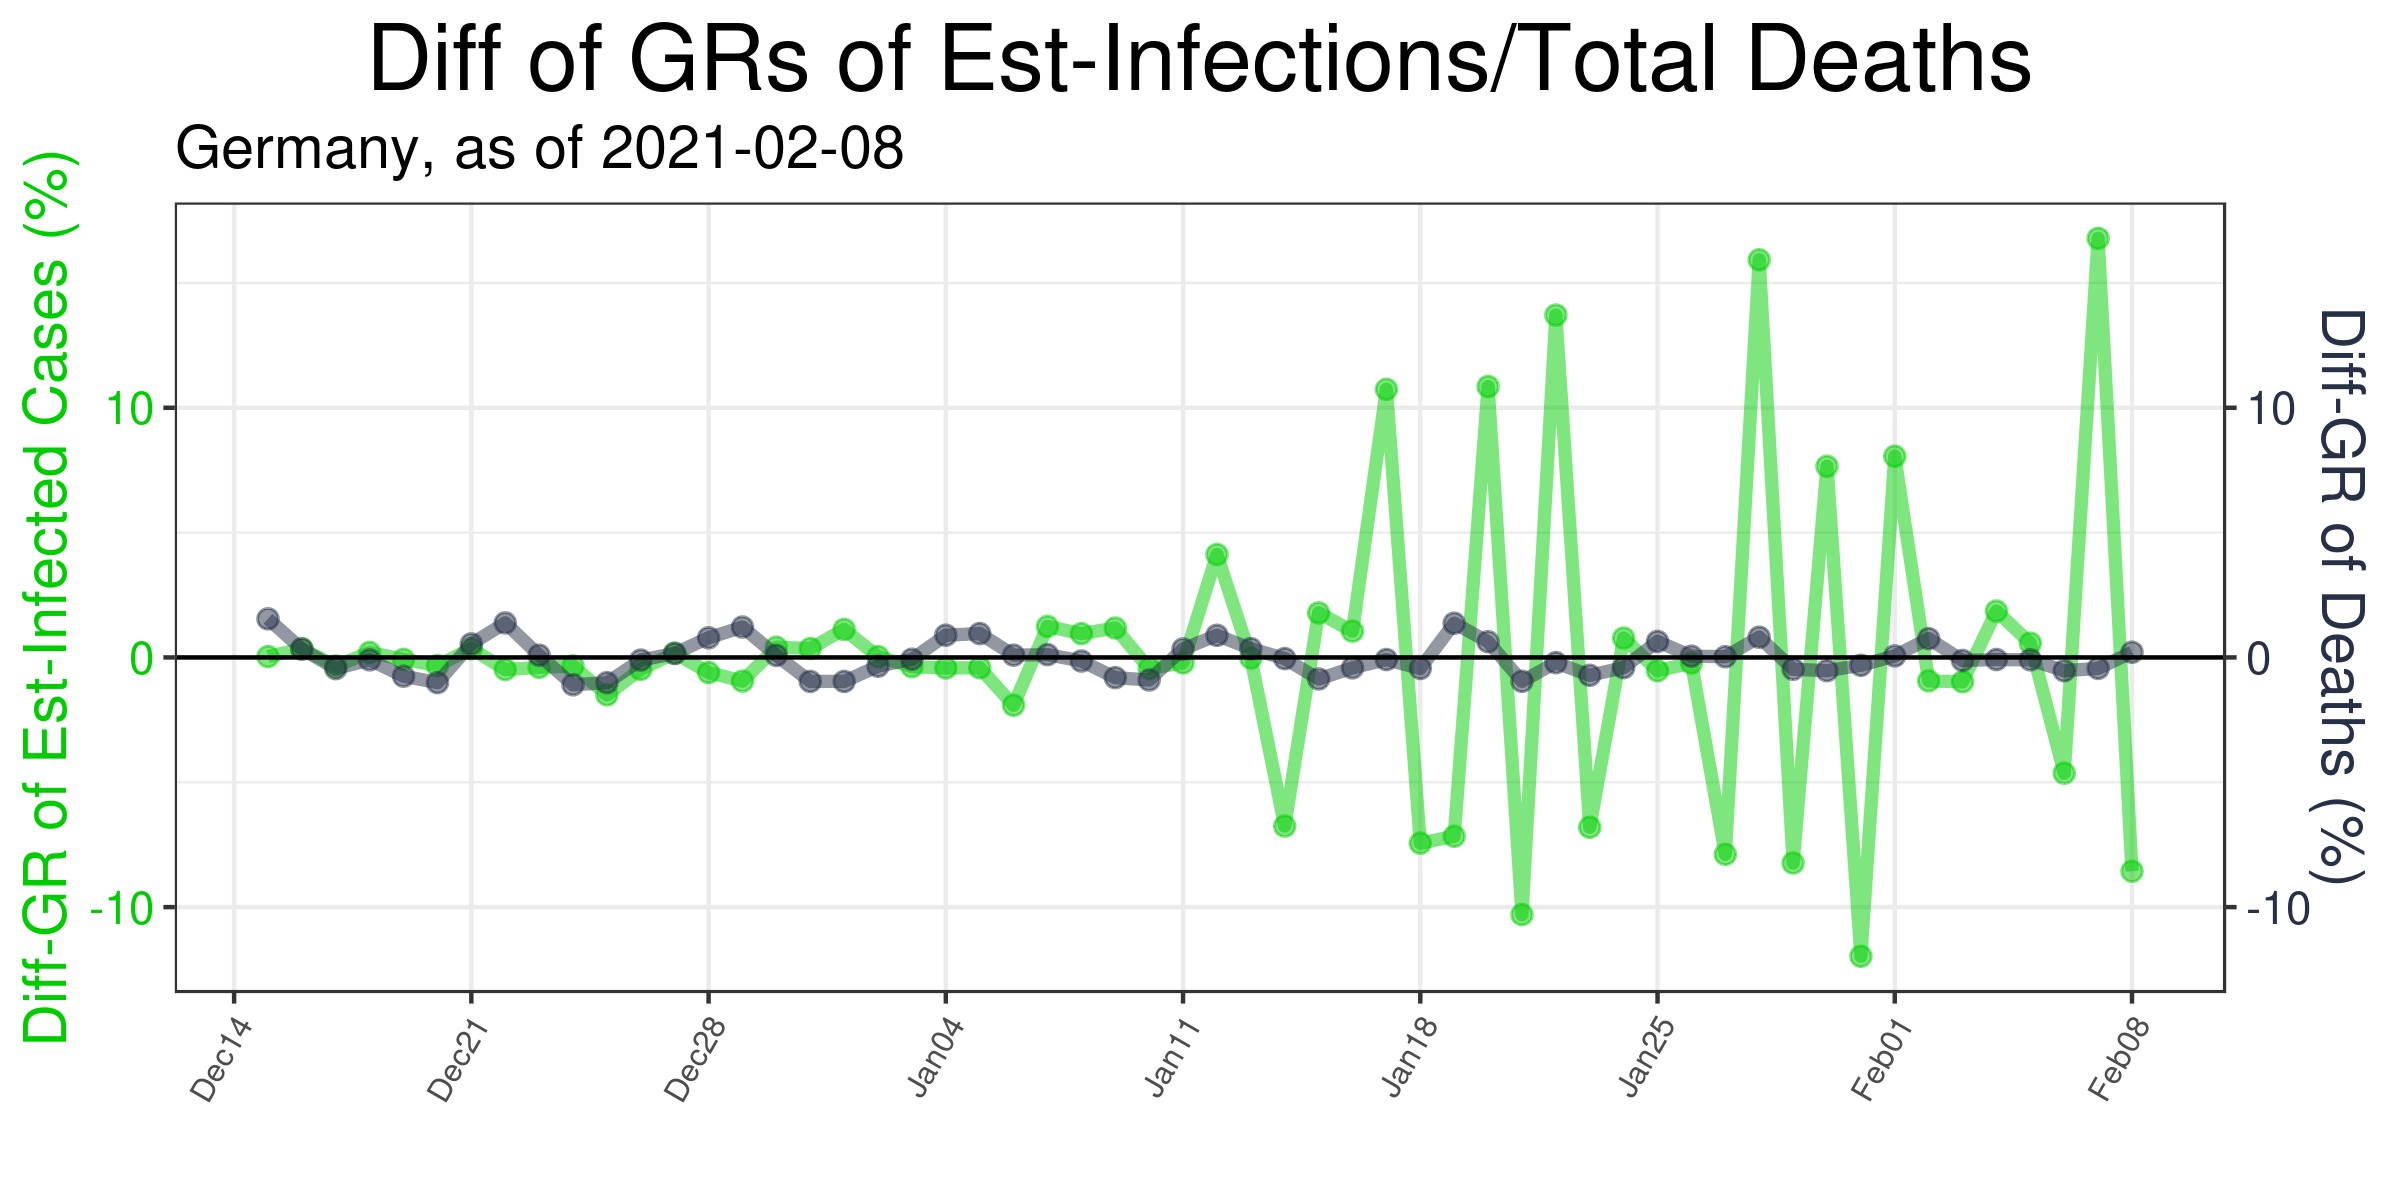 Diff of GRs of Est-Infections/Total Deaths
Germany, as of 2021-02-08
Diff-GR of Est-Infected Cases (%)
10
0
-10
Diff-GR of Deaths (%)
10
0
-10
Dec14
Dec21
Dec28
Jan04
Jan11
Jan18
Jan25
Feb01
Feb08